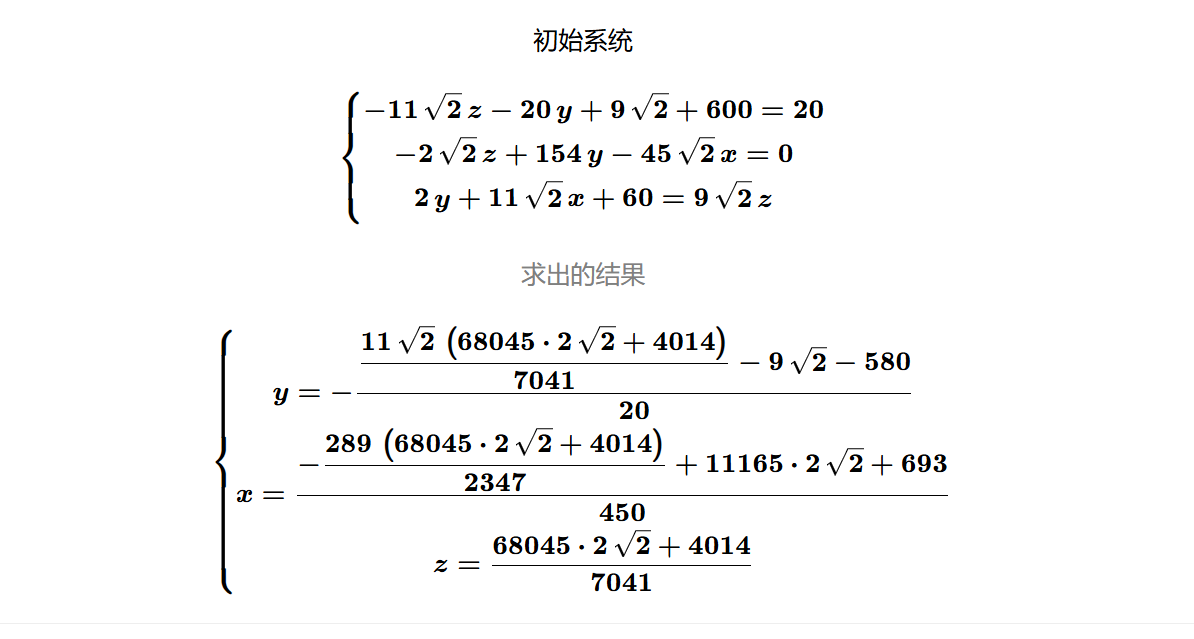 初始系统
−11√2 z − 20 y + 9√2 + 600 = 20
−2√2 z + 154 y − 45√2 x = 0
2 y + 11√2 x + 60 = 9√2 z
求出的结果
y = −((11√2 (68045 · 2√2 + 4014))/7041 − 9√2 − 580)/20
x = (−(289 (68045 · 2√2 + 4014))/2347 + 11165 · 2√2 + 693)/450
z = (68045 · 2√2 + 4014)/7041